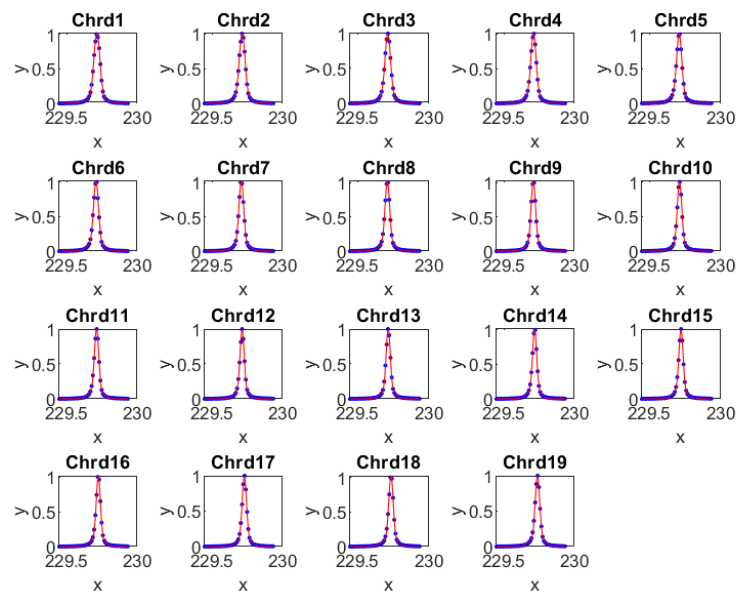 Chrd1 Chrd2 Chrd3 Chrd4 Chrd5
1 1 1 1 1
y y y y y
0.5 0.5 0.5 0.5 0.5
0 0 0 0 0
229.5 230 229.5 230 229.5 230 229.5 230 229.5 230
x x x x x
Chrd6 Chrd7 Chrd8 Chrd9 Chrd10
1 1 1 1 1
y y y y y
0.5 0.5 0.5 0.5 0.5
0 0 0 0 0
229.5 230 229.5 230 229.5 230 229.5 230 229.5 230
x x x x x
Chrd11 Chrd12 Chrd13 Chrd14 Chrd15
1 1 1 1 1
y y y y y
0.5 0.5 0.5 0.5 0.5
0 0 0 0 0
229.5 230 229.5 230 229.5 230 229.5 230 229.5 230
x x x x x
Chrd16 Chrd17 Chrd18 Chrd19
1 1 1 1
y y y y
0.5 0.5 0.5 0.5
0 0 0 0
229.5 230 229.5 230 229.5 230 229.5 230
x x x x